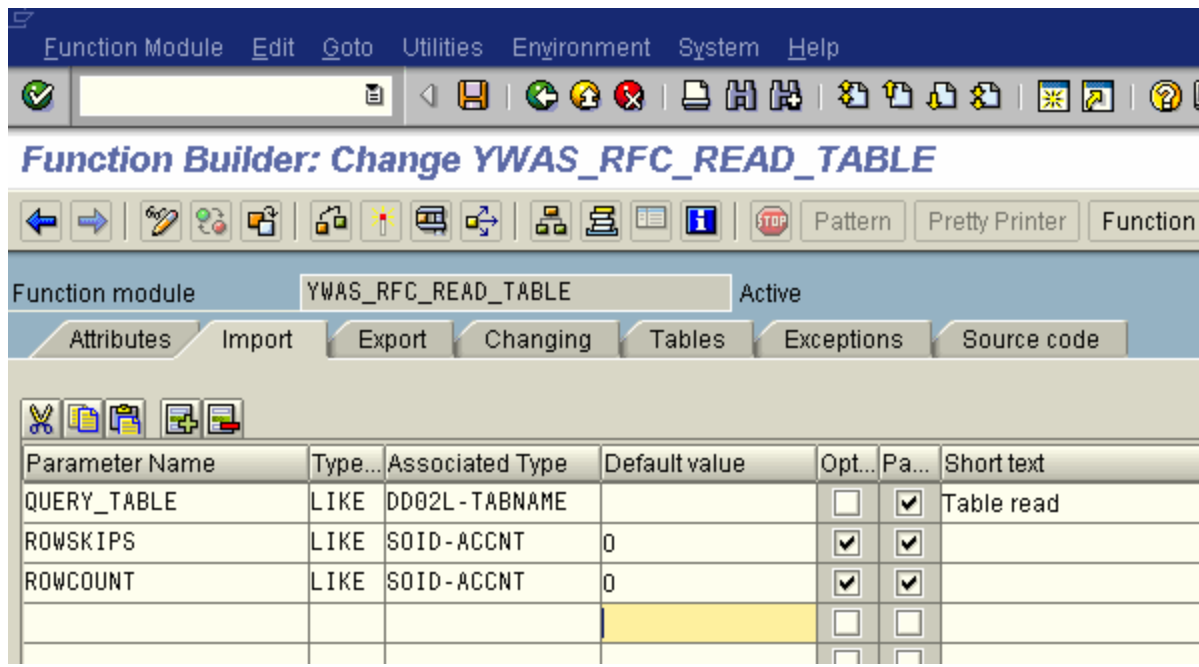 Function Module Edit Goto Utilities Environment System Help
Function Builder: Change YWAS_RFC_READ_TABLE
STOP Pattern Pretty Printer Function
Function module YWAS_RFC_READ_TABLE Active
Attributes Import Export Changing Tables Exceptions Source code
Parameter Name Type... Associated Type Default value Opt... Pa... Short text
QUERY_TABLE LIKE DD02L-TABNAME Table read
ROWSKIPS LIKE SOID-ACCNT 0
ROWCOUNT LIKE SOID-ACCNT 0